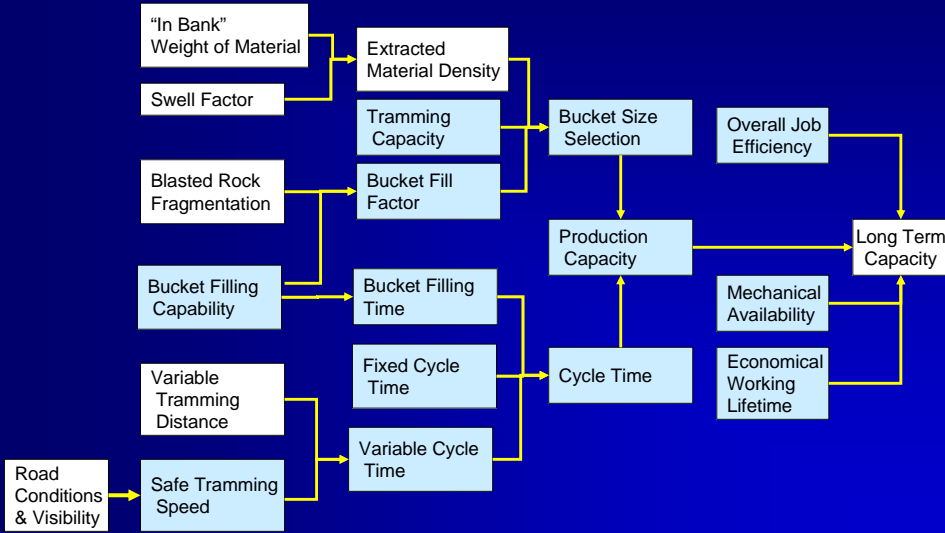 “In Bank”
Weight of Material
Swell Factor
Extracted
Material Density
Tramming
Capacity
Bucket Size
Selection
Overall Job
Efficiency
Blasted Rock
Fragmentation
Bucket Fill
Factor
Production
Capacity
Long Term
Capacity
Bucket Filling
Capability
Bucket Filling
Time
Mechanical
Availability
Fixed Cycle
Time
Cycle Time
Economical
Working
Lifetime
Variable
Tramming
Distance
Variable Cycle
Time
Road
Conditions
& Visibility
Safe Tramming
Speed